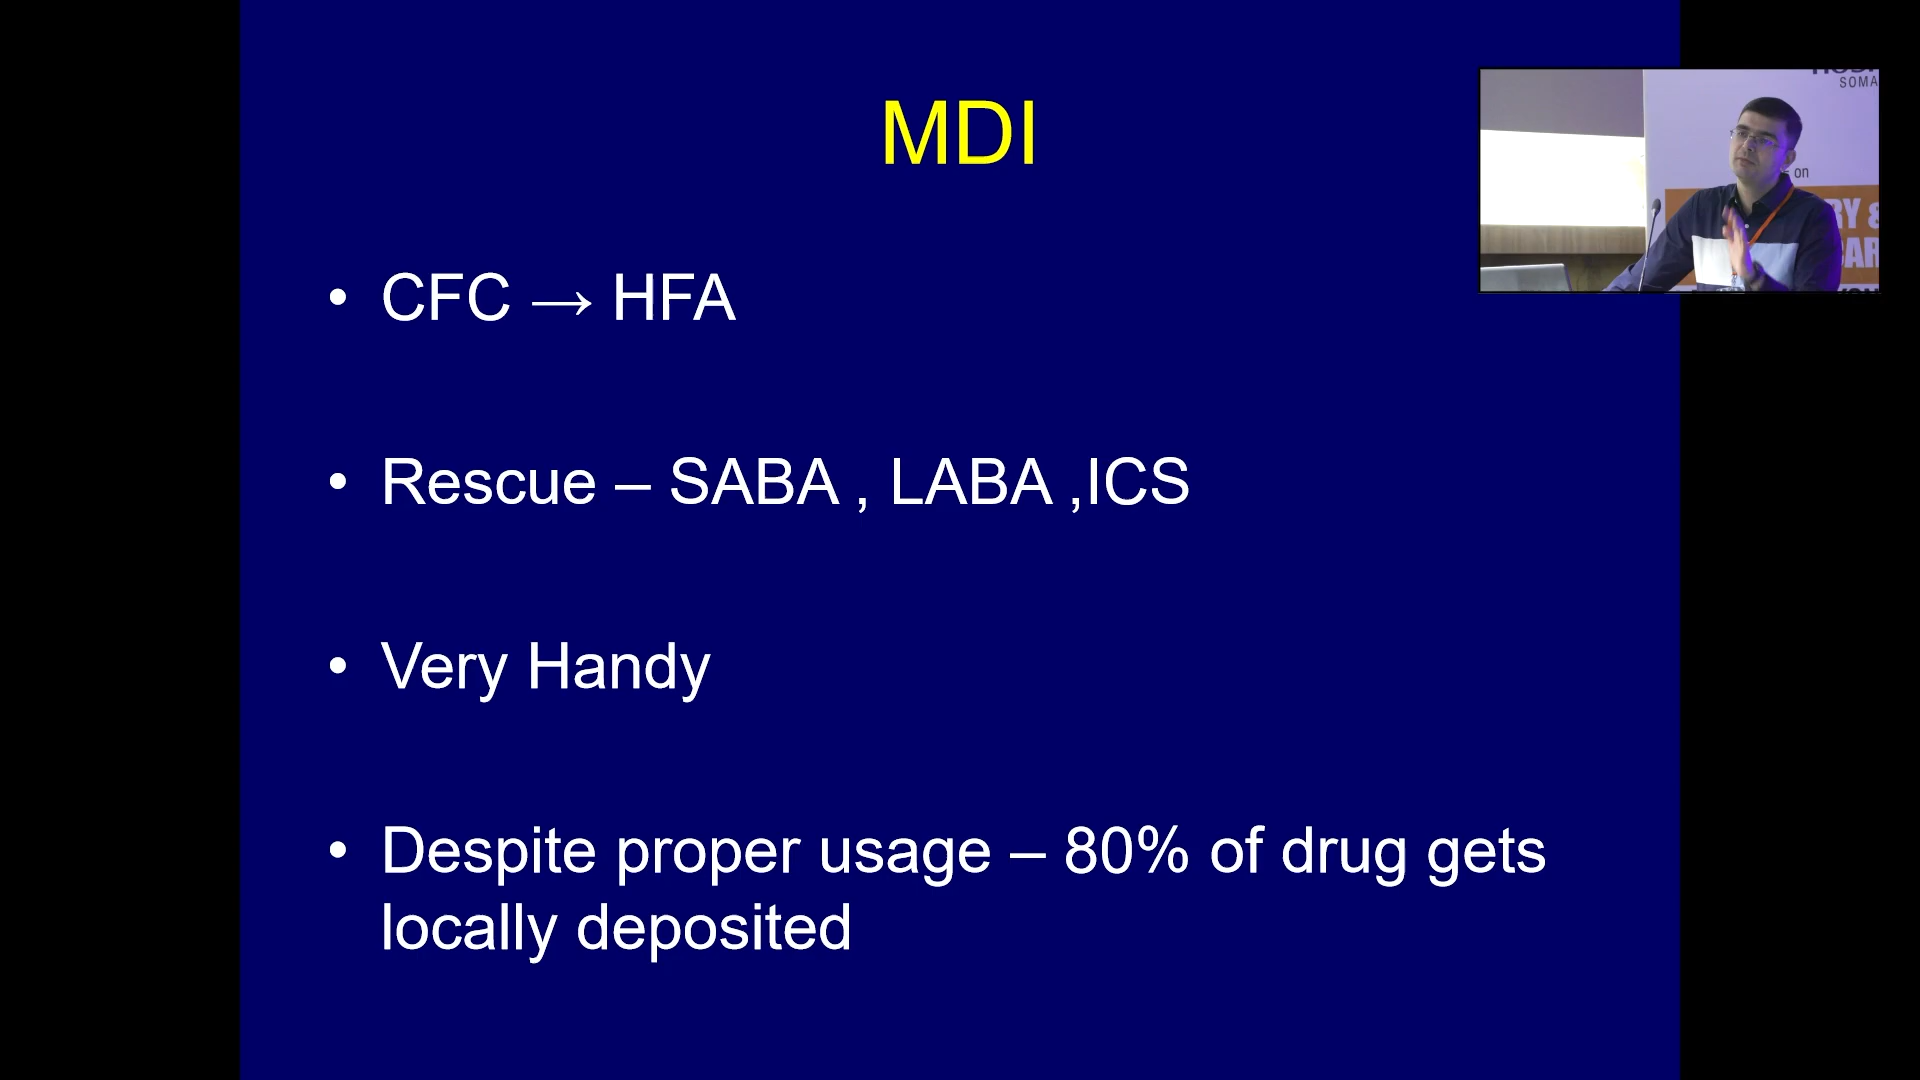 MDI
• CFC → HFA
• Rescue – SABA , LABA ,ICS
• Very Handy
• Despite proper usage – 80% of drug gets
locally deposited
SOMA
on
RY &